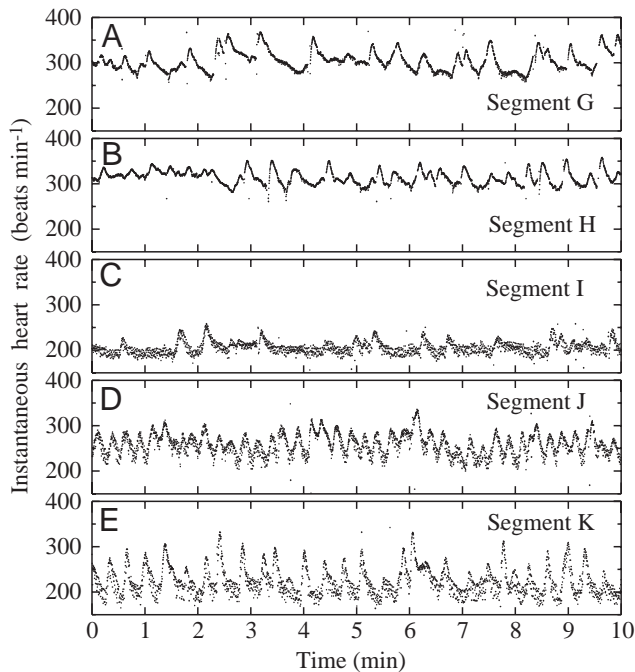 400
A
300
200
Segment G
400
B
300
200
Segment H
400
C
300
200
Segment I
400
D
300
200
Segment J
400
E
300
200
Segment K
0 1 2 3 4 5 6 7 8 9 10
Time (min)
Instantaneous heart rate (beats min-1)